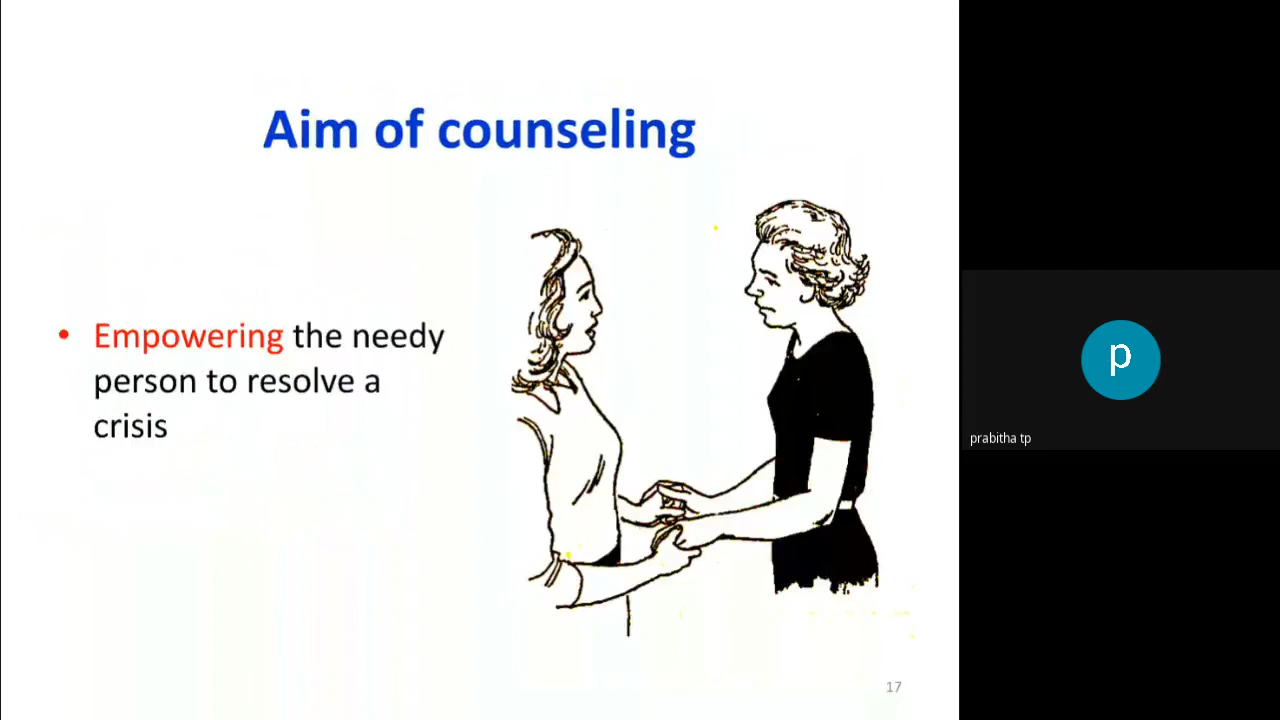 Aim of counseling
• Empowering the needy
person to resolve a
crisis
17
p
prabitha tp